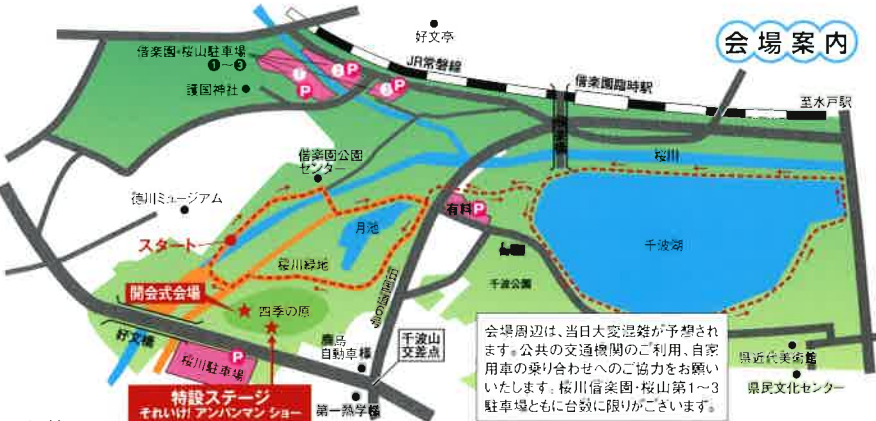 会場案内
好文亭
偕楽園・桜山駐車場
❶〜❸
JR常磐線
偕楽園臨時駅
至水戸駅
護国神社
① P
② P
③ P
桜川
偕楽園公園
センター
徳川ミュージアム
有料 P
スタート
月池
千波湖
桜川緑地
千波公園
旧国道6号
開会式会場
四季の原
好文橋
鹿島
自動車様
千波山
交差点
桜川駐車場 P
特設ステージ
それいけ! アンパンマン ショー
第一熱学様
会場周辺は、当日大変混雑が予想され
ます。公共の交通機関のご利用、自家
用車の乗り合わせへのご協力をお願い
いたします。桜川偕楽園・桜山第1〜3
駐車場ともに台数に限りがございます。
県近代美術館
県民文化センター